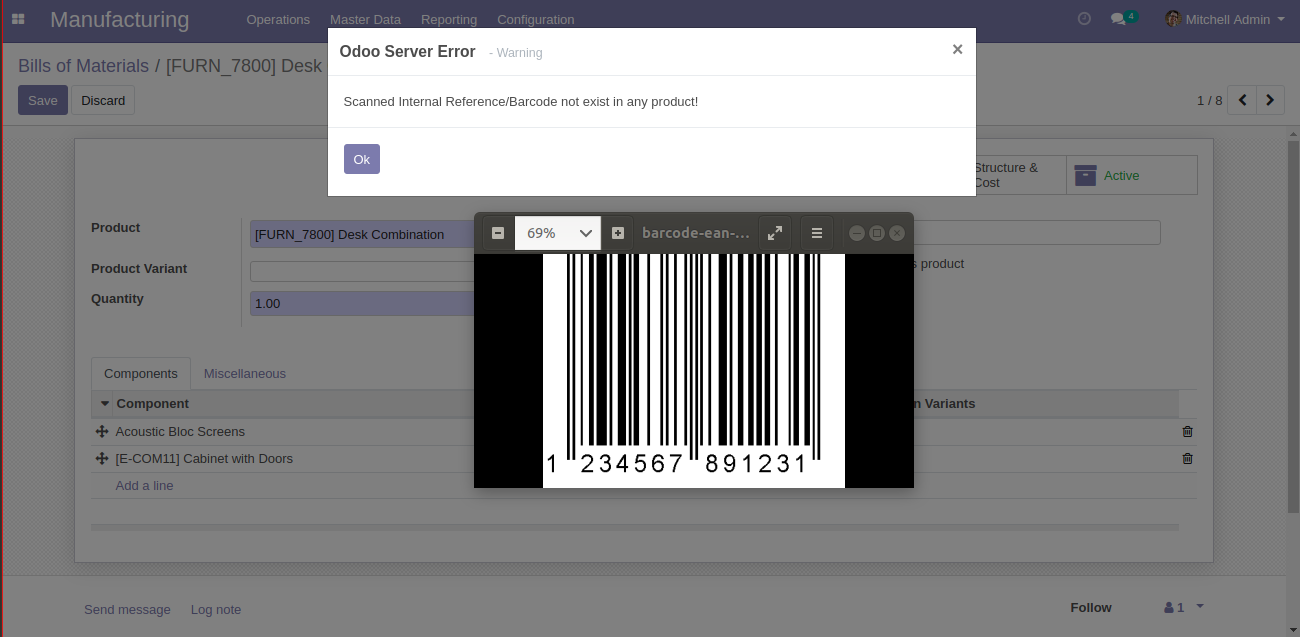 Manufacturing Operations Master Data Reporting Configuration 4 Mitchell Admin
Odoo Server Error - Warning ×
Bills of Materials / [FURN_7800] Desk
Save Discard
1 / 8
Scanned Internal Reference/Barcode not exist in any product!
Ok
Structure &
Cost
Active
Product
[FURN_7800] Desk Combination
Product Variant
Quantity
1.00
69%
barcode-ean-...
product
Components Miscellaneous
Component
Variants
Acoustic Bloc Screens
[E-COM11] Cabinet with Doors
Add a line
1 234567 891231
Send message Log note
Follow 1